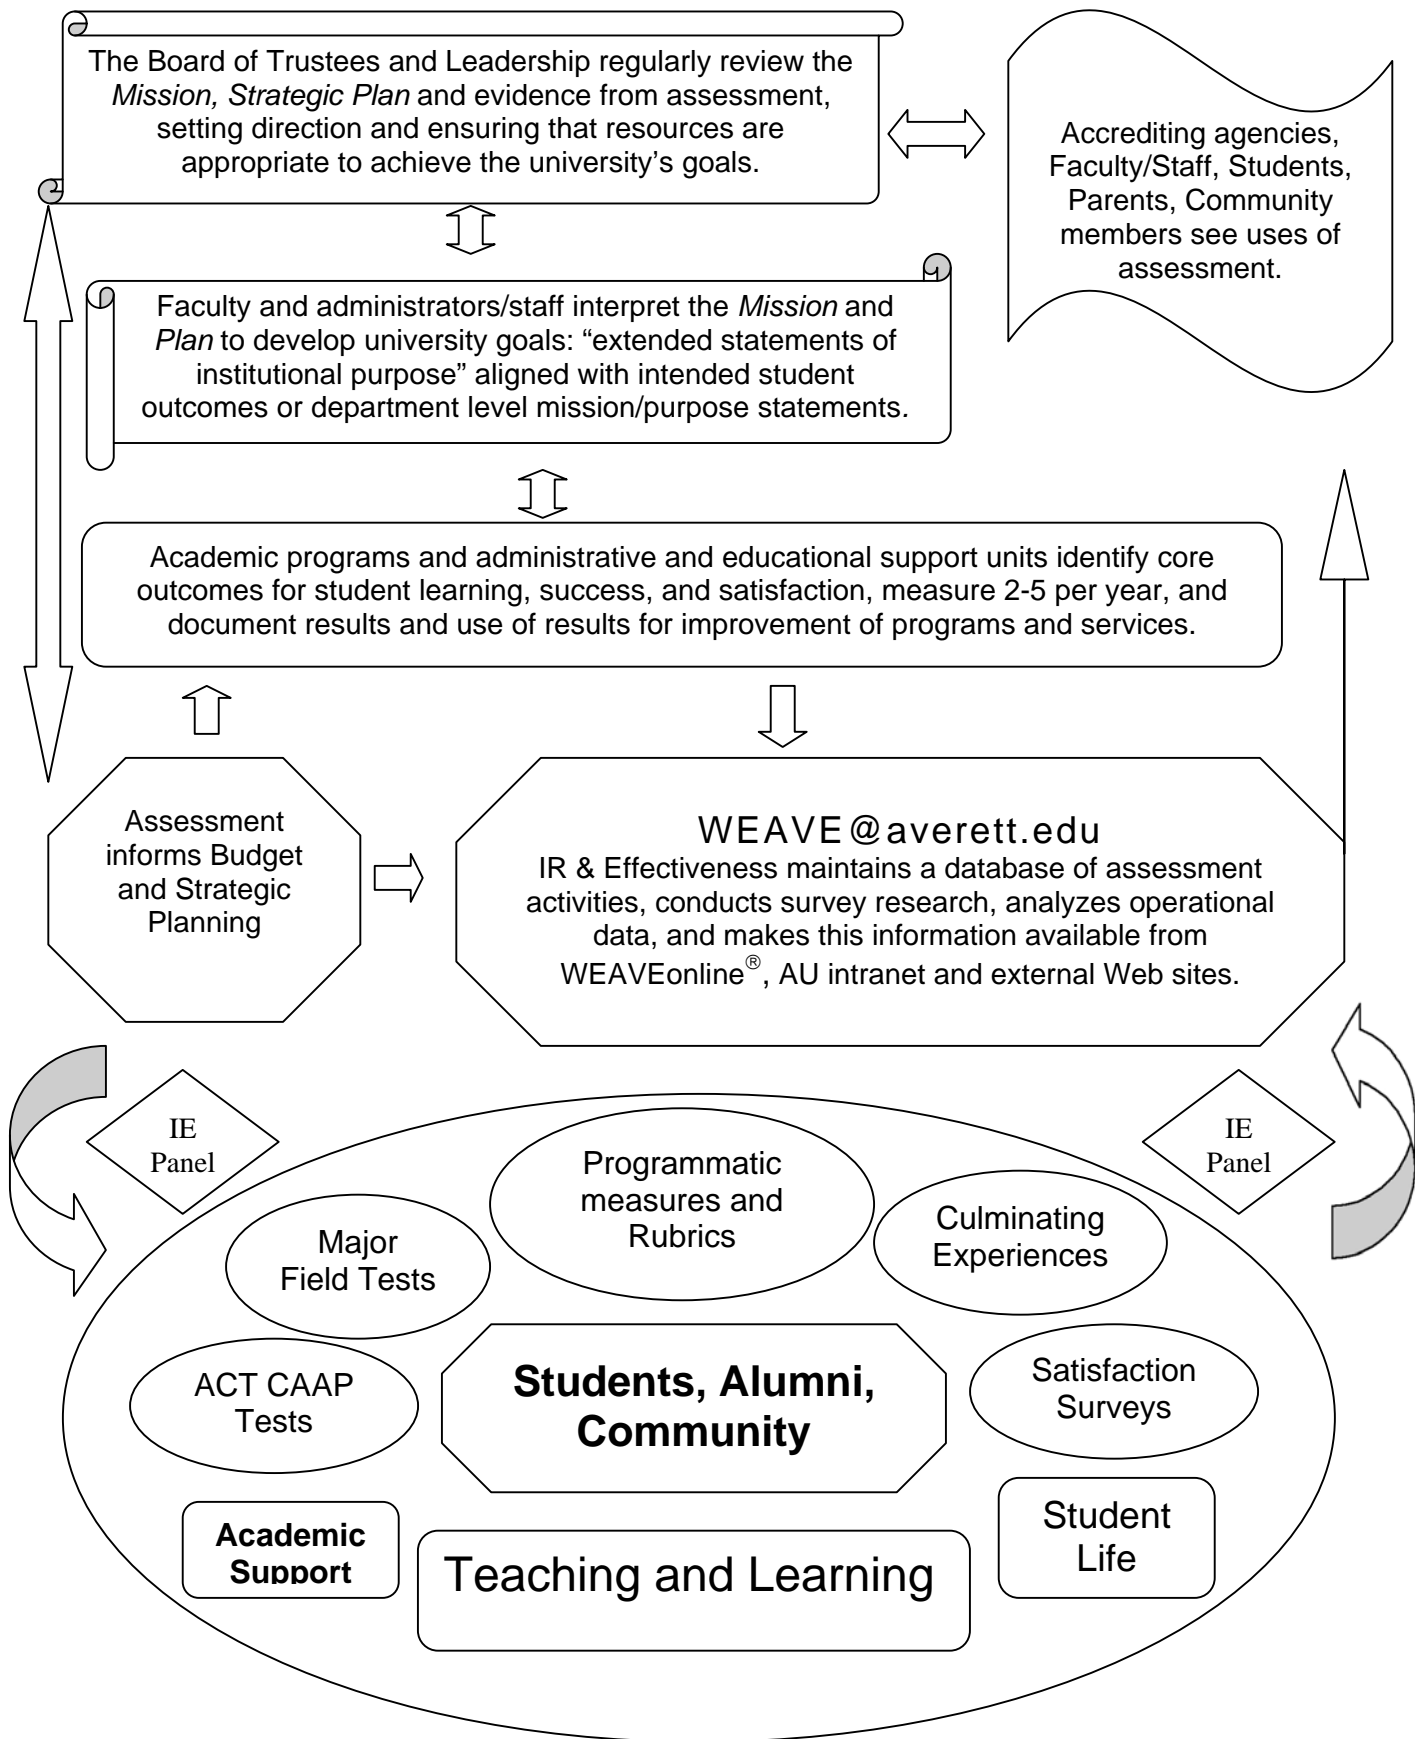 The Board of Trustees and Leadership regularly review the
Mission, Strategic Plan and evidence from assessment,
setting direction and ensuring that resources are
appropriate to achieve the university’s goals.
Accrediting agencies,
Faculty/Staff, Students,
Parents, Community
members see uses of
assessment.
Faculty and administrators/staff interpret the Mission and
Plan to develop university goals: “extended statements of
institutional purpose” aligned with intended student
outcomes or department level mission/purpose statements.
Academic programs and administrative and educational support units identify core
outcomes for student learning, success, and satisfaction, measure 2-5 per year, and
document results and use of results for improvement of programs and services.
Assessment
informs Budget
and Strategic
Planning
WEAVE@averett.edu
IR & Effectiveness maintains a database of assessment
activities, conducts survey research, analyzes operational
data, and makes this information available from
WEAVEonline®, AU intranet and external Web sites.
IE
Panel
IE
Panel
Programmatic
measures and
Rubrics
Culminating
Experiences
Major
Field Tests
ACT CAAP
Tests
Students, Alumni,
Community
Satisfaction
Surveys
Academic
Support
Teaching and Learning
Student
Life